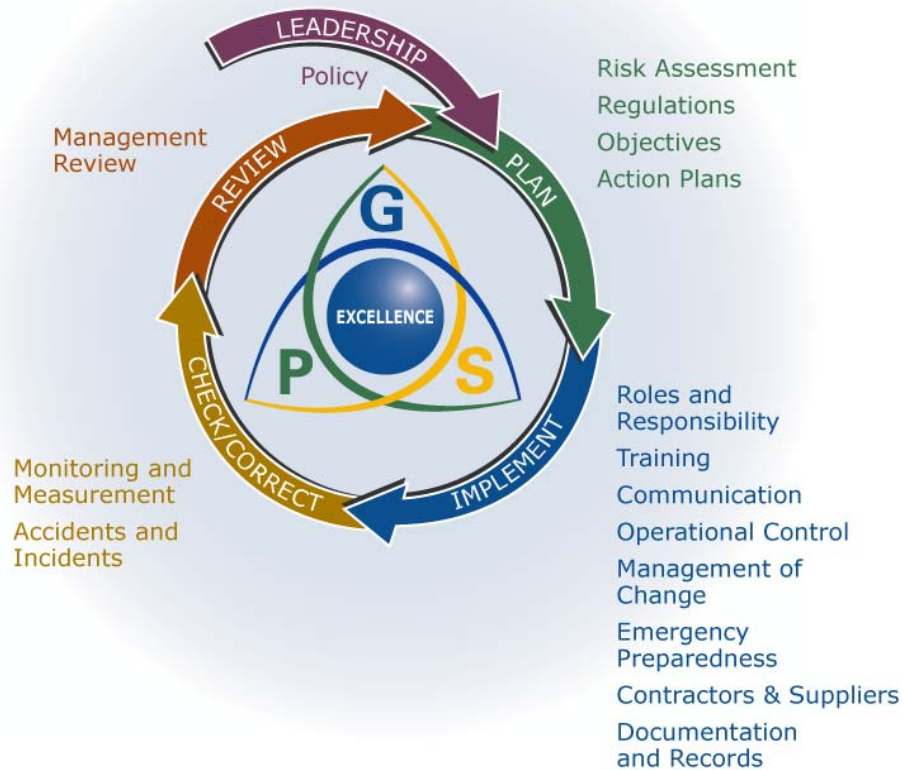 LEADERSHIP
Policy
PLAN
Risk Assessment
Regulations
Objectives
Action Plans
IMPLEMENT
Roles and
Responsibility
Training
Communication
Operational Control
Management of
Change
Emergency
Preparedness
Contractors & Suppliers
Documentation
and Records
CHECK/CORRECT
Monitoring and
Measurement
Accidents and
Incidents
REVIEW
Management
Review
G
EXCELLENCE
P
S